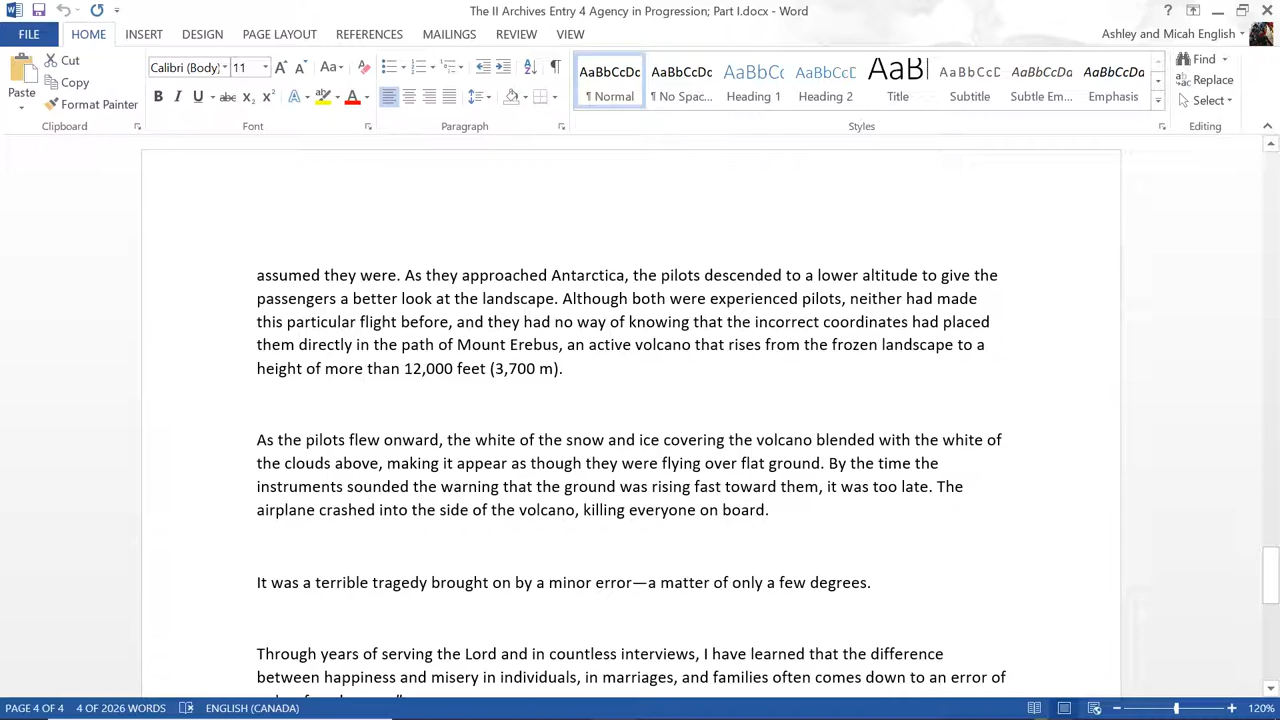 The II Archives Entry 4 Agency in Progression; Part I.docx - Word
FILE HOME INSERT DESIGN PAGE LAYOUT REFERENCES MAILINGS REVIEW VIEW Ashley and Micah English
Paste Cut Copy Format Painter
Calibri (Body) 11
AaBbCcDc AaBbCcDc AaBbCc AaBbCcD AaBl AaBbCcD AaBbCcDc AaBbCcDc
¶ Normal ¶ No Spac... Heading 1 Heading 2 Title Subtitle Subtle Em... Emphasis
Find
Replace
Select
Clipboard Font Paragraph Styles Editing
assumed they were. As they approached Antarctica, the pilots descended to a lower altitude to give the
passengers a better look at the landscape. Although both were experienced pilots, neither had made
this particular flight before, and they had no way of knowing that the incorrect coordinates had placed
them directly in the path of Mount Erebus, an active volcano that rises from the frozen landscape to a
height of more than 12,000 feet (3,700 m).
As the pilots flew onward, the white of the snow and ice covering the volcano blended with the white of
the clouds above, making it appear as though they were flying over flat ground. By the time the
instruments sounded the warning that the ground was rising fast toward them, it was too late. The
airplane crashed into the side of the volcano, killing everyone on board.
It was a terrible tragedy brought on by a minor error—a matter of only a few degrees.
Through years of serving the Lord and in countless interviews, I have learned that the difference
between happiness and misery in individuals, in marriages, and families often comes down to an error of
PAGE 4 OF 4 4 OF 2026 WORDS ENGLISH (CANADA) 120%